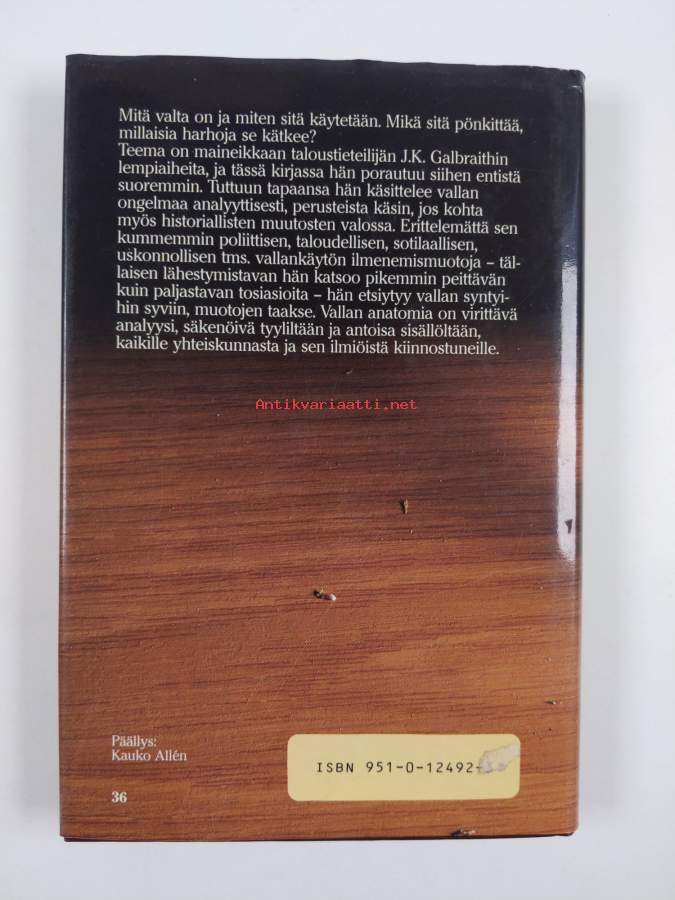 Mitä valta on ja miten sitä käytetään. Mikä sitä pönkittää,
millaisia harhoja se kätkee?
Teema on maineikkaan taloustieteilijän J.K. Galbraithin
lempiaiheita, ja tässä kirjassa hän porautuu siihen entistä
suoremmin. Tuttuun tapaansa hän käsittelee vallan
ongelmaa analyyttisesti, perusteista käsin, jos kohta
myös historiallisten muutosten valossa. Erittelemättä sen
kummemmin poliittisen, taloudellisen, sotilaallisen,
uskonnollisen tms. vallankäytön ilmenemismuotoja – täl-
laisen lähestymistavan hän katsoo pikemmin peittävän
kuin paljastavan tosiasioita – hän etsiytyy vallan syntyi-
hin syviin, muotojen taakse. Vallan anatomia on virittävä
analyysi, säkenöivä tyyliltään ja antoisa sisällöltään,
kaikille yhteiskunnasta ja sen ilmiöistä kiinnostuneille.
Antikvariaatti.net
Päällys:
Kauko Allén
ISBN 951-0-12492-
36